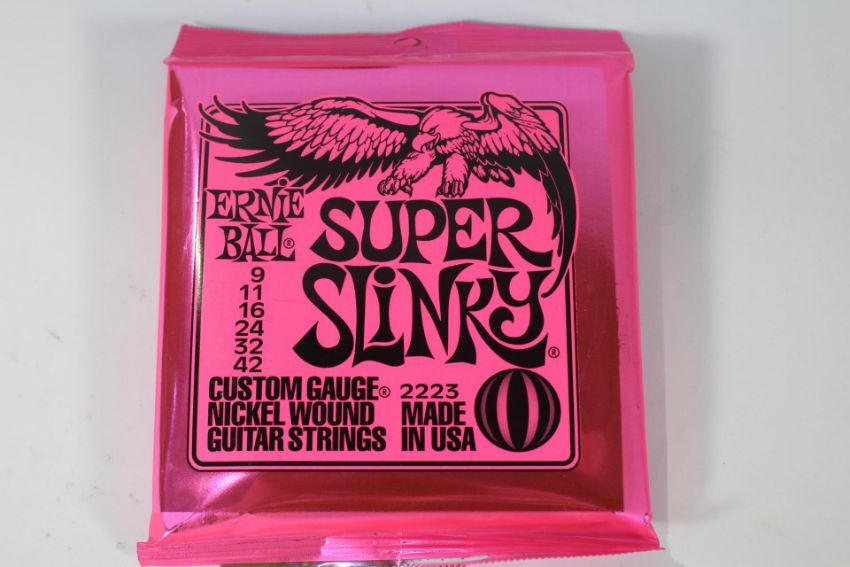 ERNiE
BALL®
SUPER
SLiNKY®
9
11
16
24
32
42
CUSTOM GAUGE® 2223
NICKEL WOUND MADE
GUITAR STRINGS IN USA